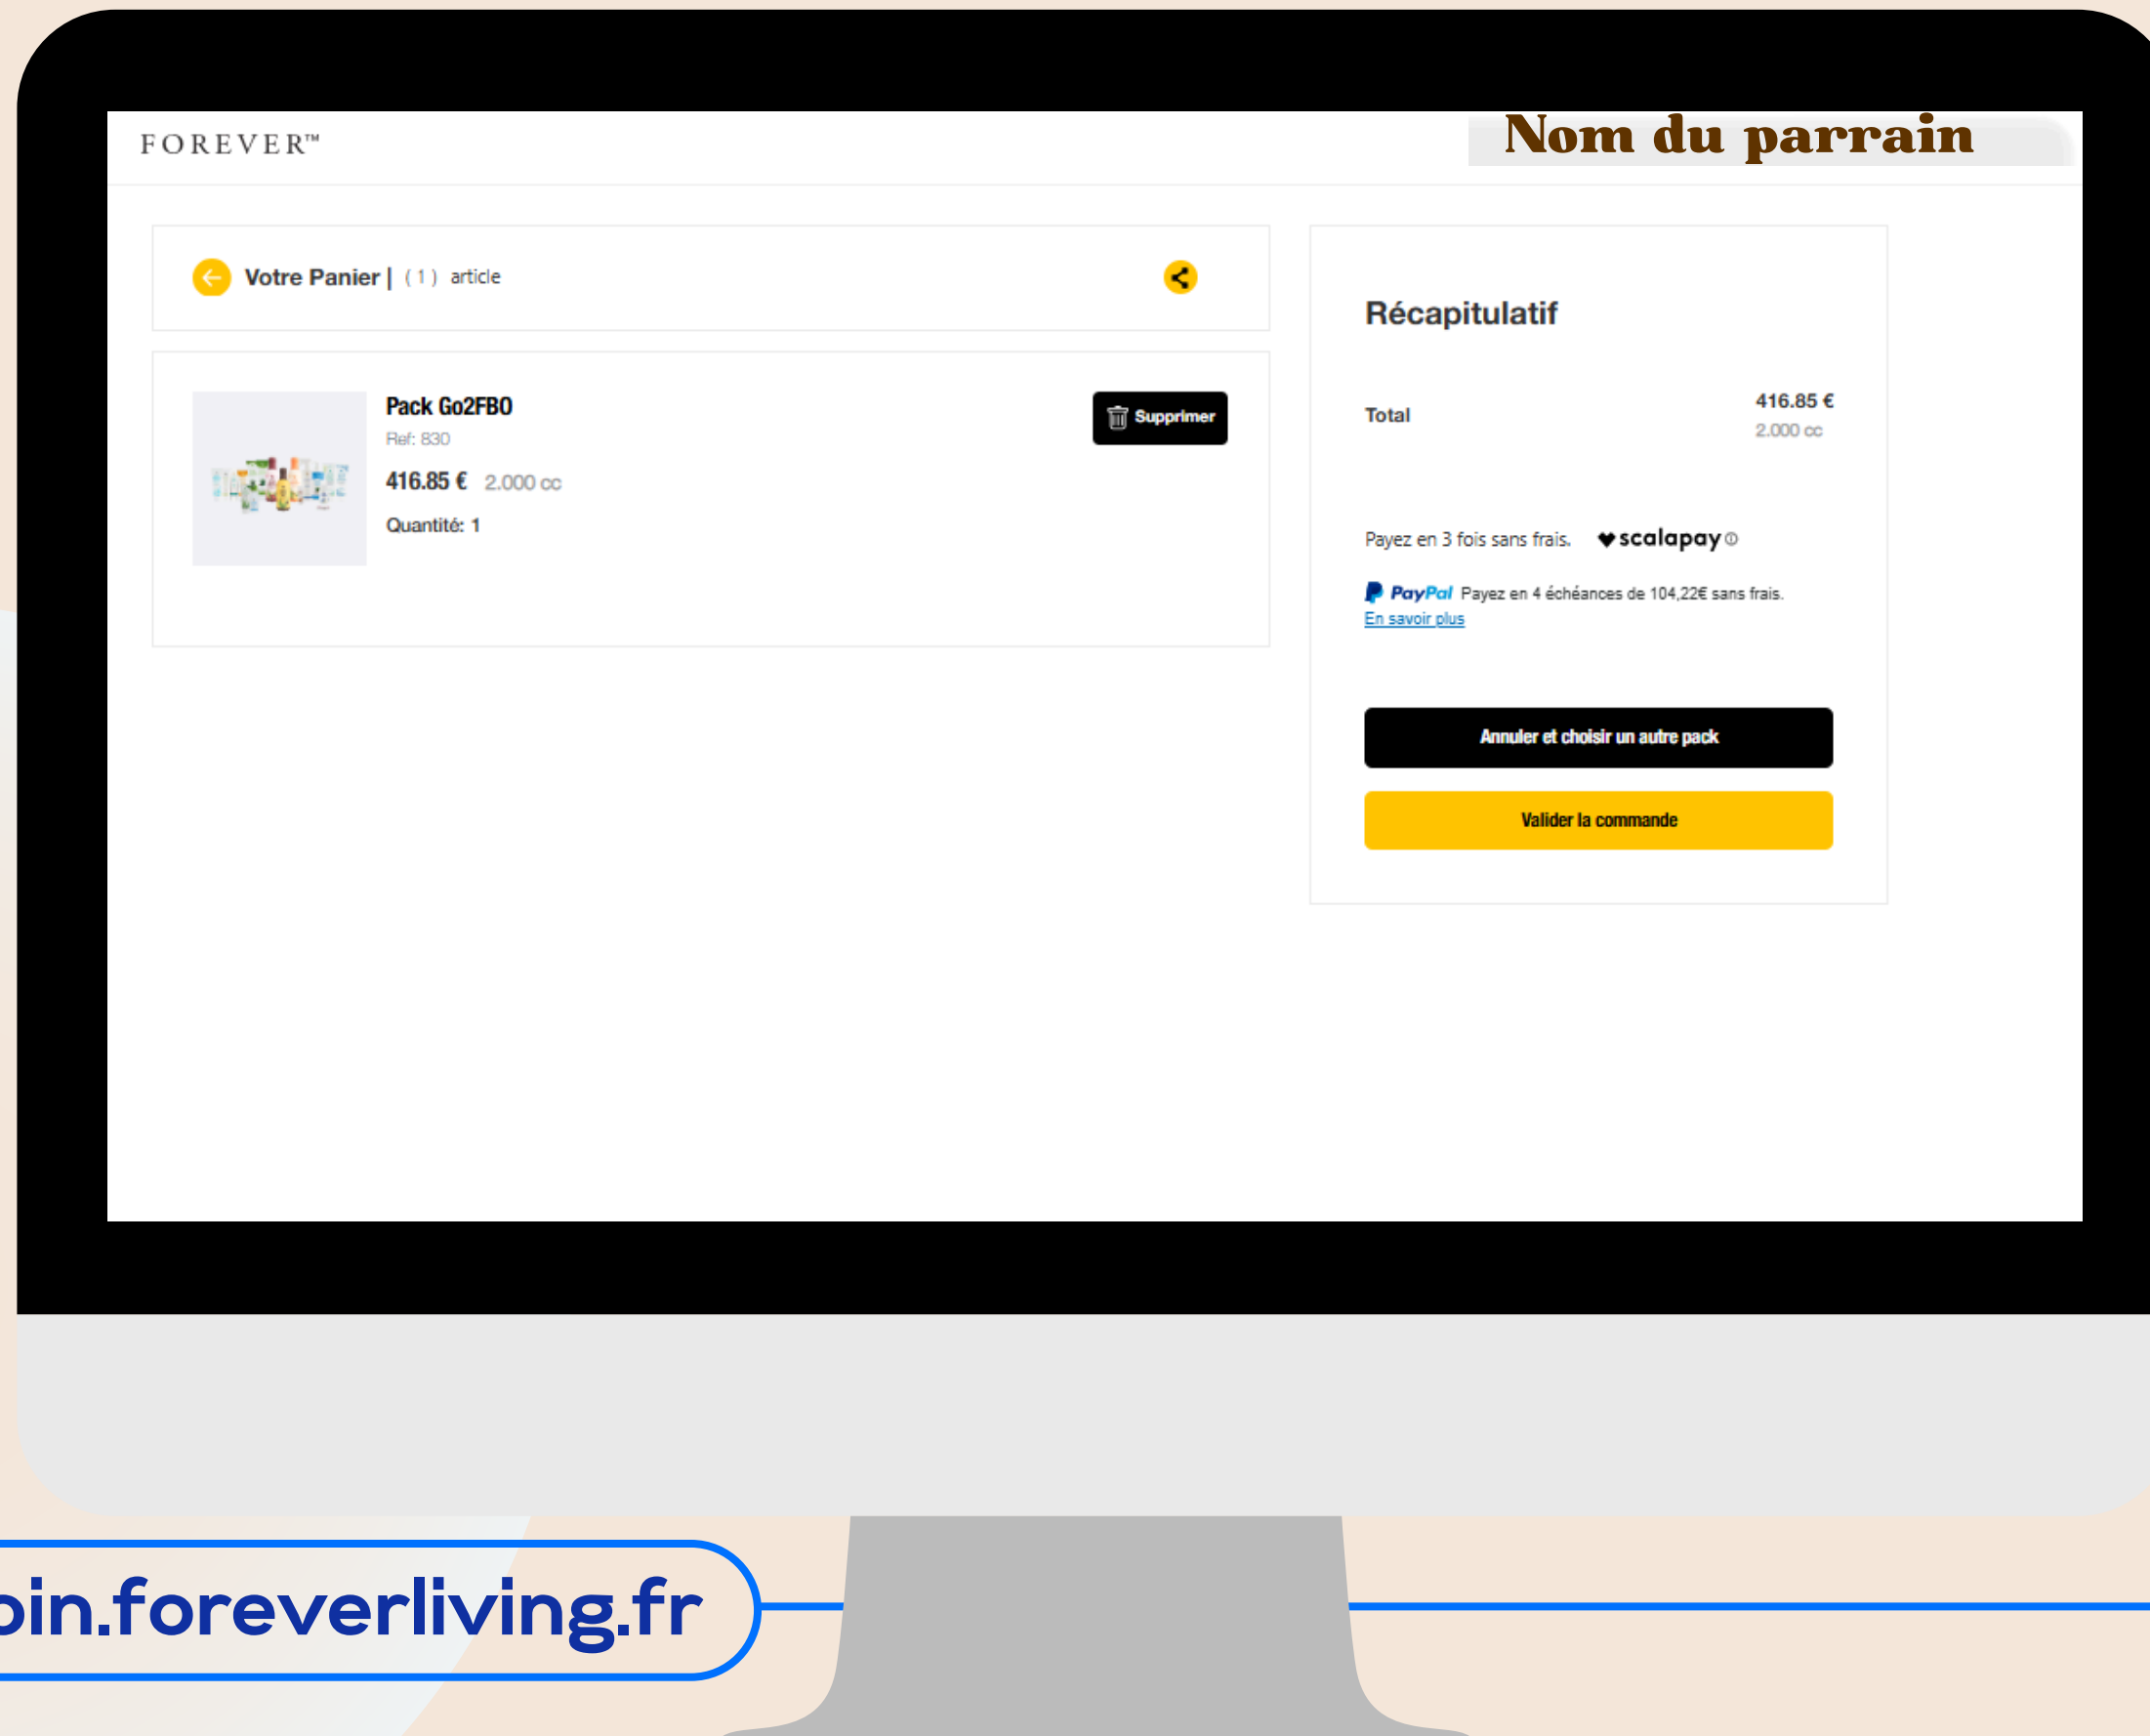 FOREVER™
Nom du parrain
Votre Panier | ( 1 ) article
Pack Go2FBO
Ref: 830
416.85 € 2.000 cc
Quantité: 1
Supprimer
Récapitulatif
Total
416.85 €
2.000 cc
Payez en 3 fois sans frais. scalapay
PayPal Payez en 4 échéances de 104,22€ sans frais.
En savoir plus
Annuler et choisir un autre pack
Valider la commande
oin.foreverliving.fr